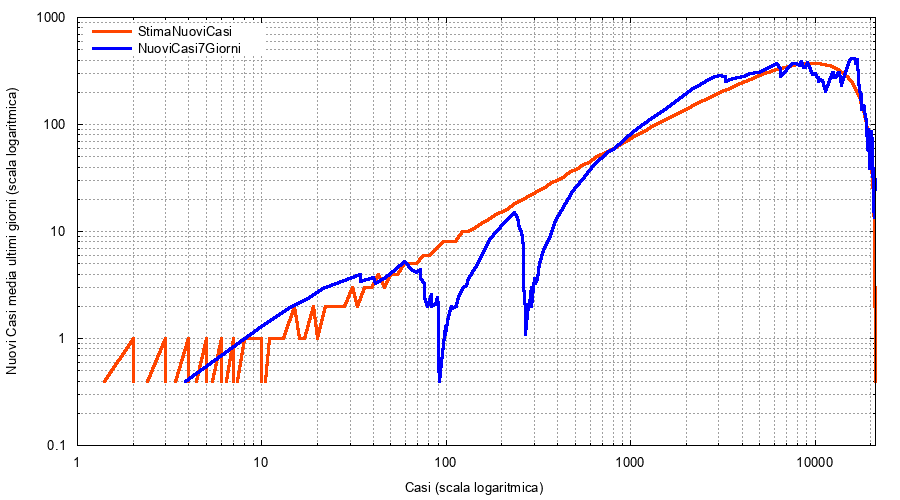 1000
StimaNuoviCasi
NuoviCasi7Giorni
100
10
1
0.1
Nuovi Casi media ultimi giorni (scala logaritmica)
1 10 100 1000 10000
Casi (scala logaritmica)